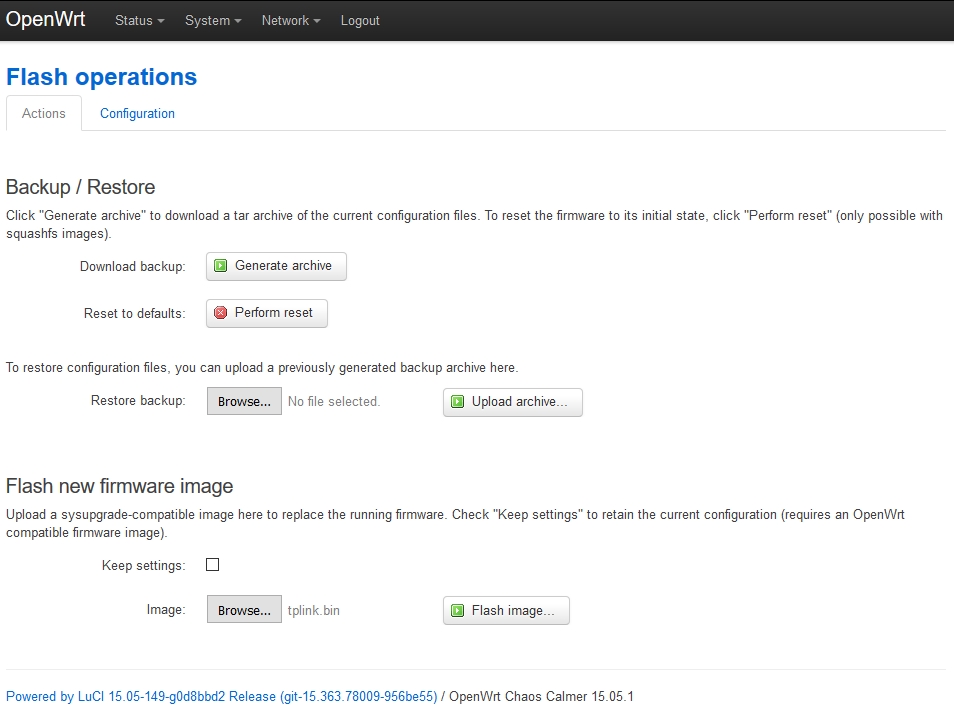 OpenWrt Status System Network Logout
Flash operations
Actions Configuration
Backup / Restore
Click "Generate archive" to download a tar archive of the current configuration files. To reset the firmware to its initial state, click "Perform reset" (only possible with
squashfs images).
Download backup: Generate archive
Reset to defaults: Perform reset
To restore configuration files, you can upload a previously generated backup archive here.
Restore backup: Browse... No file selected. Upload archive...
Flash new firmware image
Upload a sysupgrade-compatible image here to replace the running firmware. Check "Keep settings" to retain the current configuration (requires an OpenWrt
compatible firmware image).
Keep settings:
Image: Browse... tplink.bin Flash image...
Powered by LuCI 15.05-149-g0d8bbd2 Release (git-15.363.78009-956be55) / OpenWrt Chaos Calmer 15.05.1